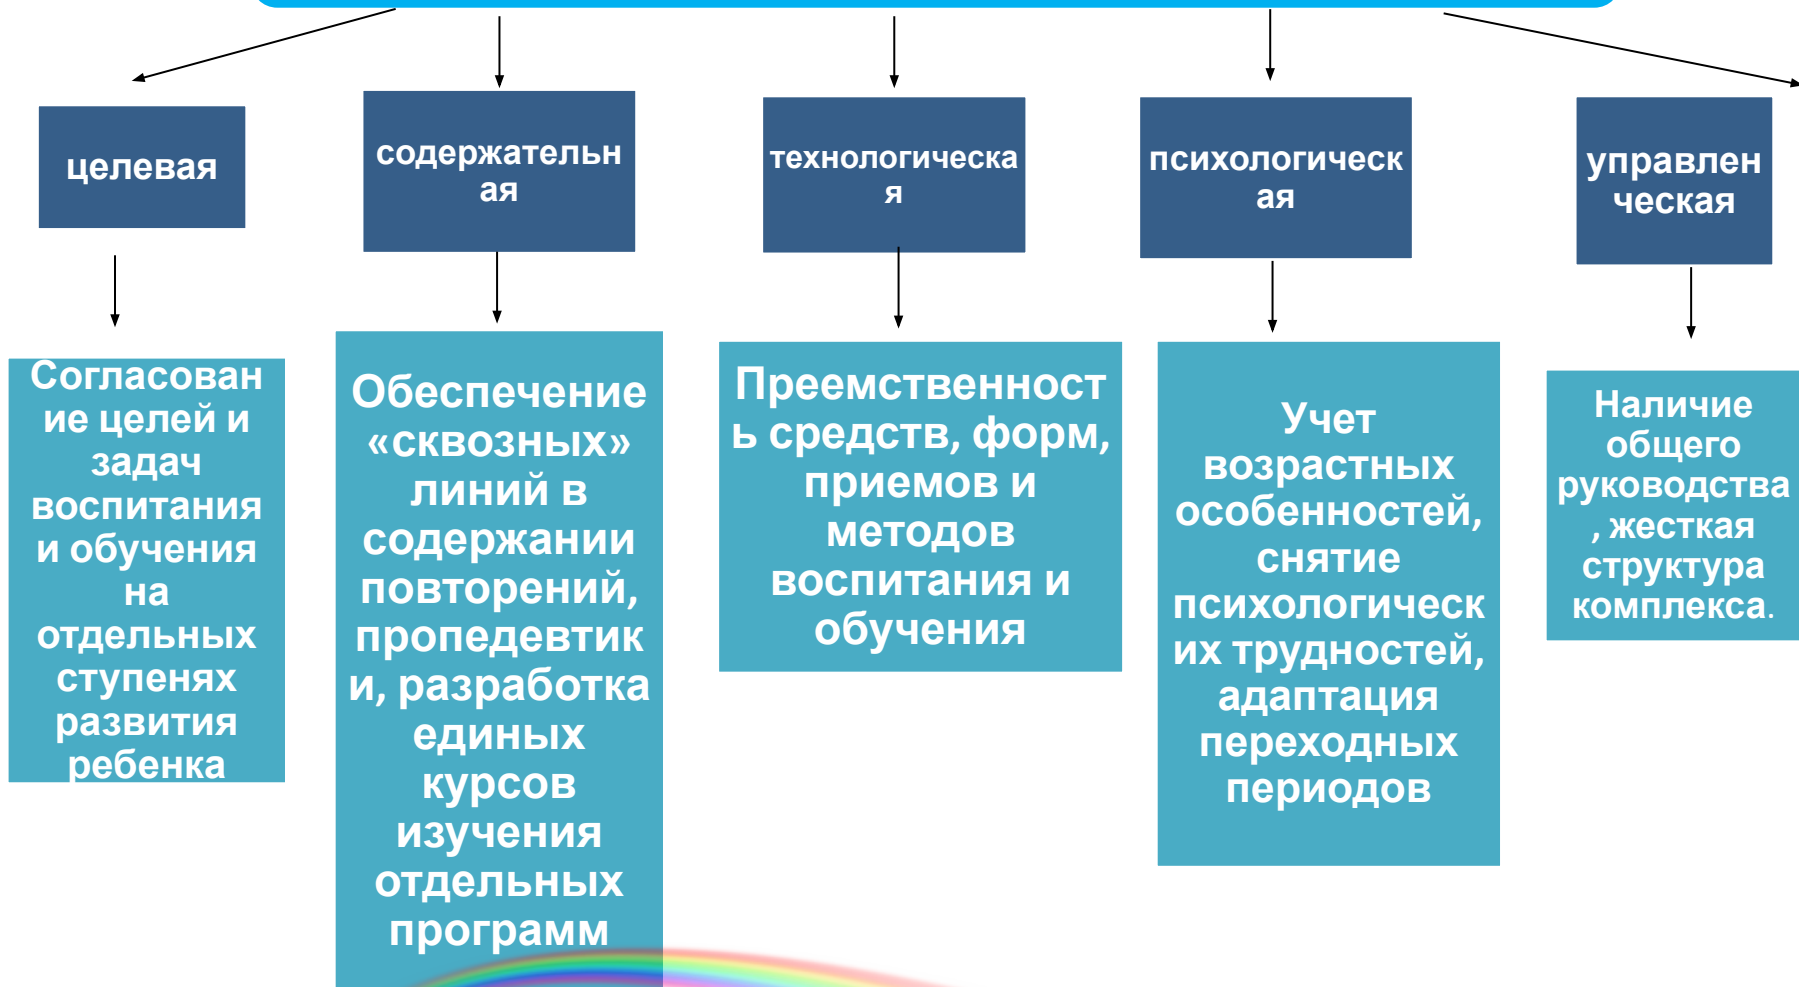 целевая
содержательн
ая
технологическа
я
психологическ
ая
управлен
ческая
Согласован
ие целей и
задач
воспитания
и обучения
на
отдельных
ступенях
развития
ребенка
Обеспечение
«сквозных»
линий в
содержании
повторений,
пропедевтик
и, разработка
единых
курсов
изучения
отдельных
программ
Преемственност
ь средств, форм,
приемов и
методов
воспитания и
обучения
Учет
возрастных
особенностей,
снятие
психологическ
их трудностей,
адаптация
переходных
периодов
Наличие
общего
руководства
, жесткая
структура
комплекса.